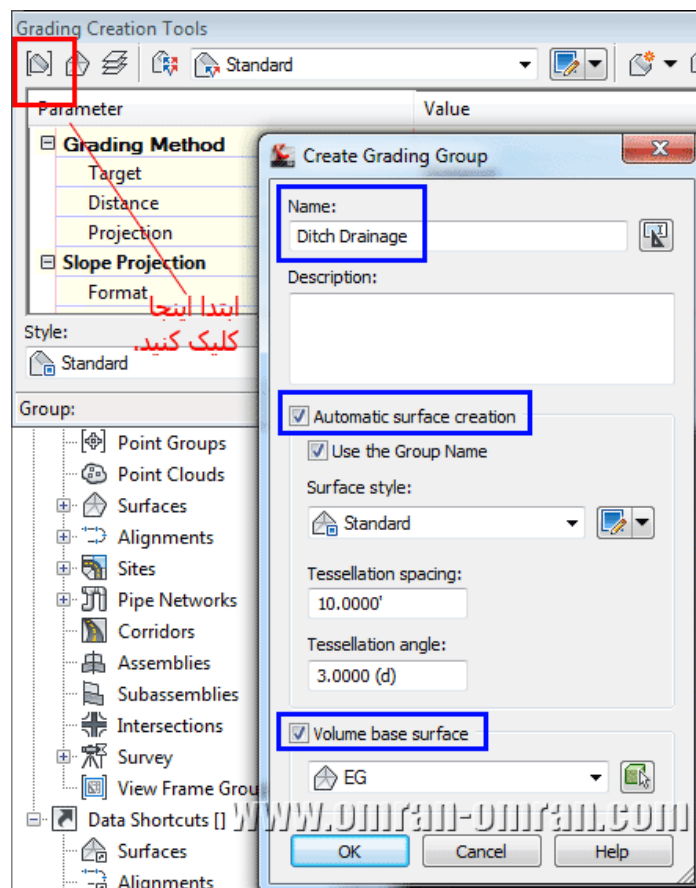 Grading Creation Tools
Standard
Parameter
Value
Grading Method
Target
Distance
Projection
Slope Projection
Format
ابتدا اینجا
کلیک کنید.
Style:
Standard
Group:
Point Groups
Point Clouds
Surfaces
Alignments
Sites
Pipe Networks
Corridors
Assemblies
Subassemblies
Intersections
Survey
View Frame Grou
Data Shortcuts []
Surfaces
Alignments
Create Grading Group
Name:
Ditch Drainage
Description:
Automatic surface creation
Use the Group Name
Surface style:
Standard
Tessellation spacing:
10.0000'
Tessellation angle:
3.0000 (d)
Volume base surface
EG
www.omran-omran.com
OK
Cancel
Help